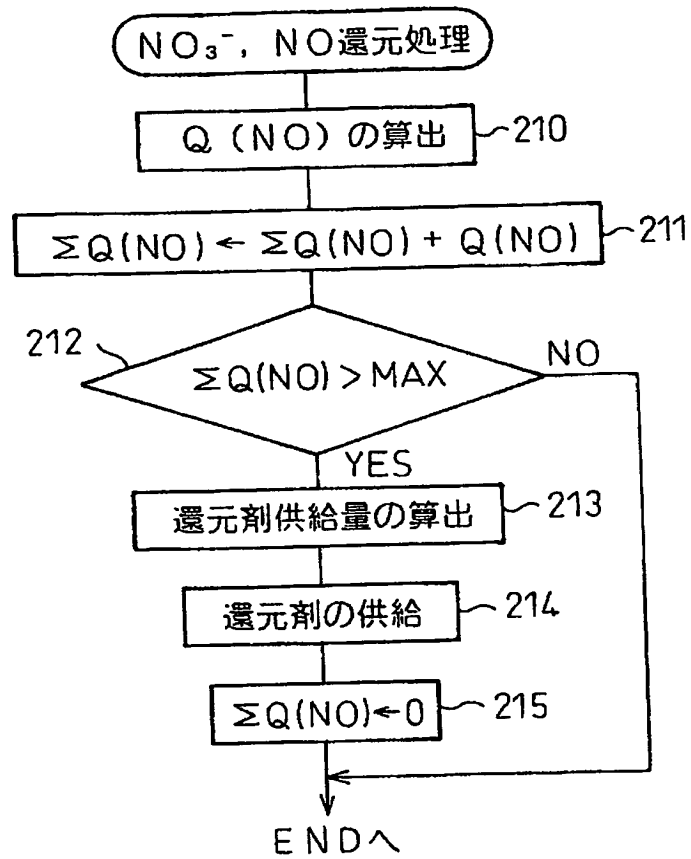 NO₃⁻, NO還元処理
Q (NO) の算出
210
ΣQ(NO) ← ΣQ(NO) + Q(NO)
211
212
ΣQ(NO) > MAX
NO
YES
還元剤供給量の算出
213
還元剤の供給
214
ΣQ(NO)←0
215
ENDへ